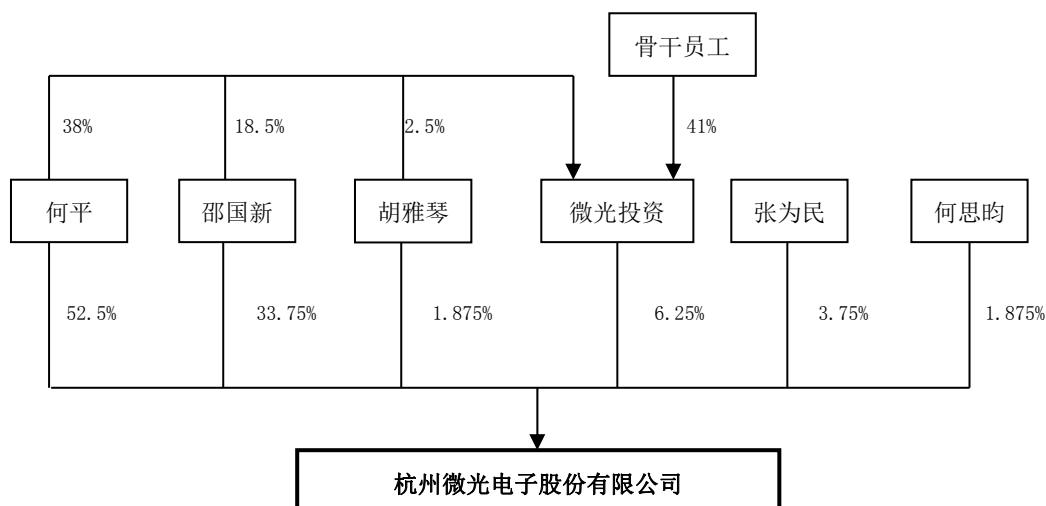 骨干员工
38%
18.5%
2.5%
41%
何平
邵国新
胡雅琴
微光投资
张为民
何思昀
52.5%
33.75%
1.875%
6.25%
3.75%
1.875%
杭州微光电子股份有限公司